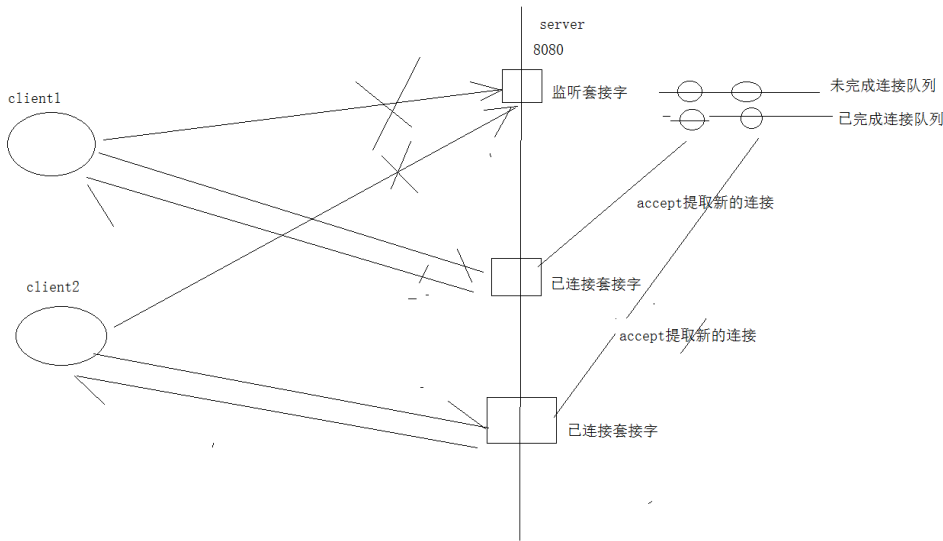 server
8080
client1
监听套接字
未完成连接队列
已完成连接队列
accept提取新的连接
client2
已连接套接字
accept提取新的连接
已连接套接字